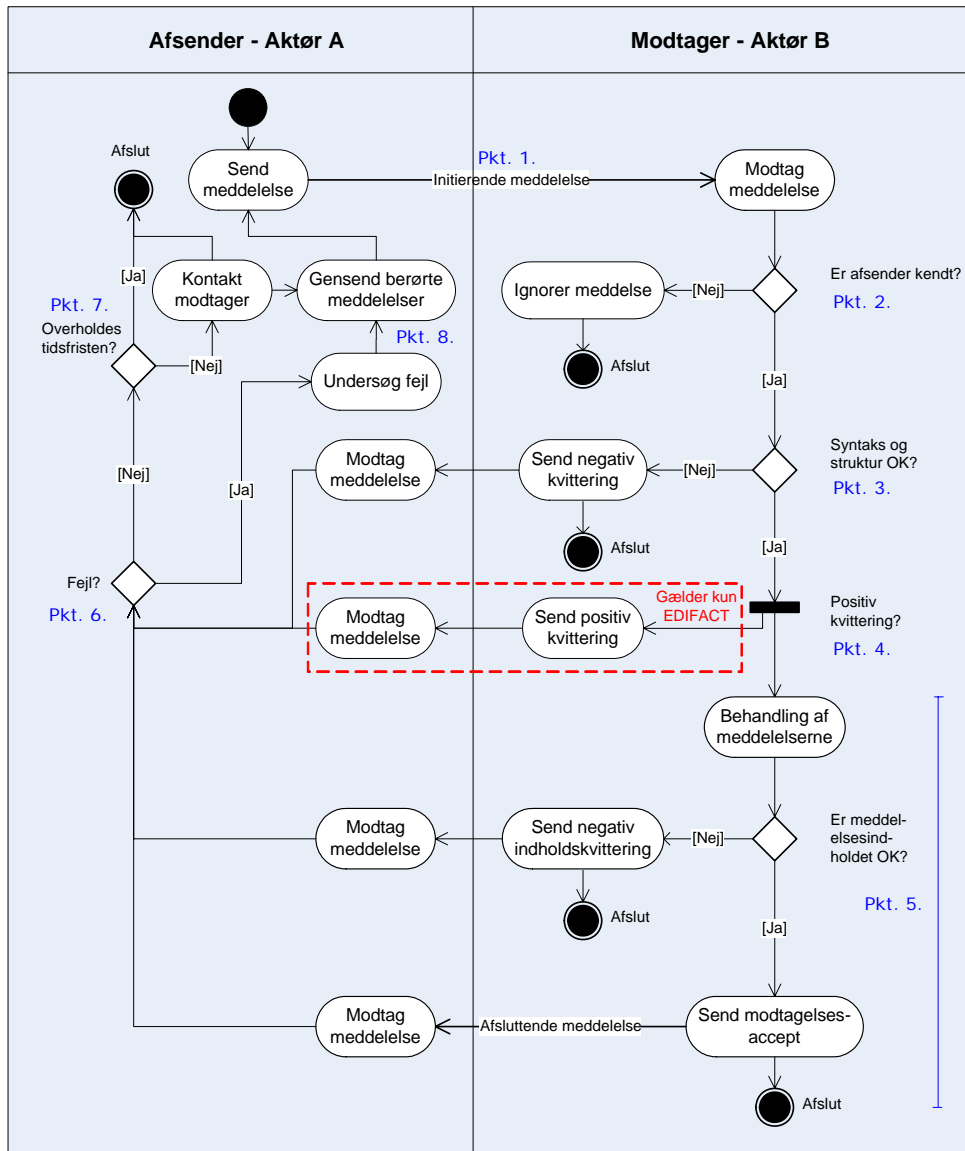 Afsender - Aktør A
Modtager - Aktør B
Afslut
Send
meddelelse
Pkt. 1.
Initierende meddelelse
Modtag
meddelelse
[Ja]
Kontakt
modtager
Gensend berørte
meddelelser
Ignorer meddelse
[Nej]
Er afsender kendt?
Pkt. 2.
Pkt. 7.
Overholdes
tidsfristen?
[Nej]
Pkt. 8.
Undersøg fejl
Afslut
[Ja]
[Nej]
[Ja]
Modtag
meddelelse
Send negativ
kvittering
[Nej]
Syntaks og
struktur OK?
Pkt. 3.
Afslut
[Ja]
Fejl?
Pkt. 6.
Modtag
meddelelse
Send positiv
kvittering
Gælder kun
EDIFACT
Positiv
kvittering?
Pkt. 4.
Behandling af
meddelelserne
Modtag
meddelelse
Send negativ
indholdskvittering
[Nej]
Er meddel-
elsesind-
holdet OK?
Pkt. 5.
Afslut
[Ja]
Modtag
meddelelse
Afsluttende meddelelse
Send modtagelses-
accept
Afslut